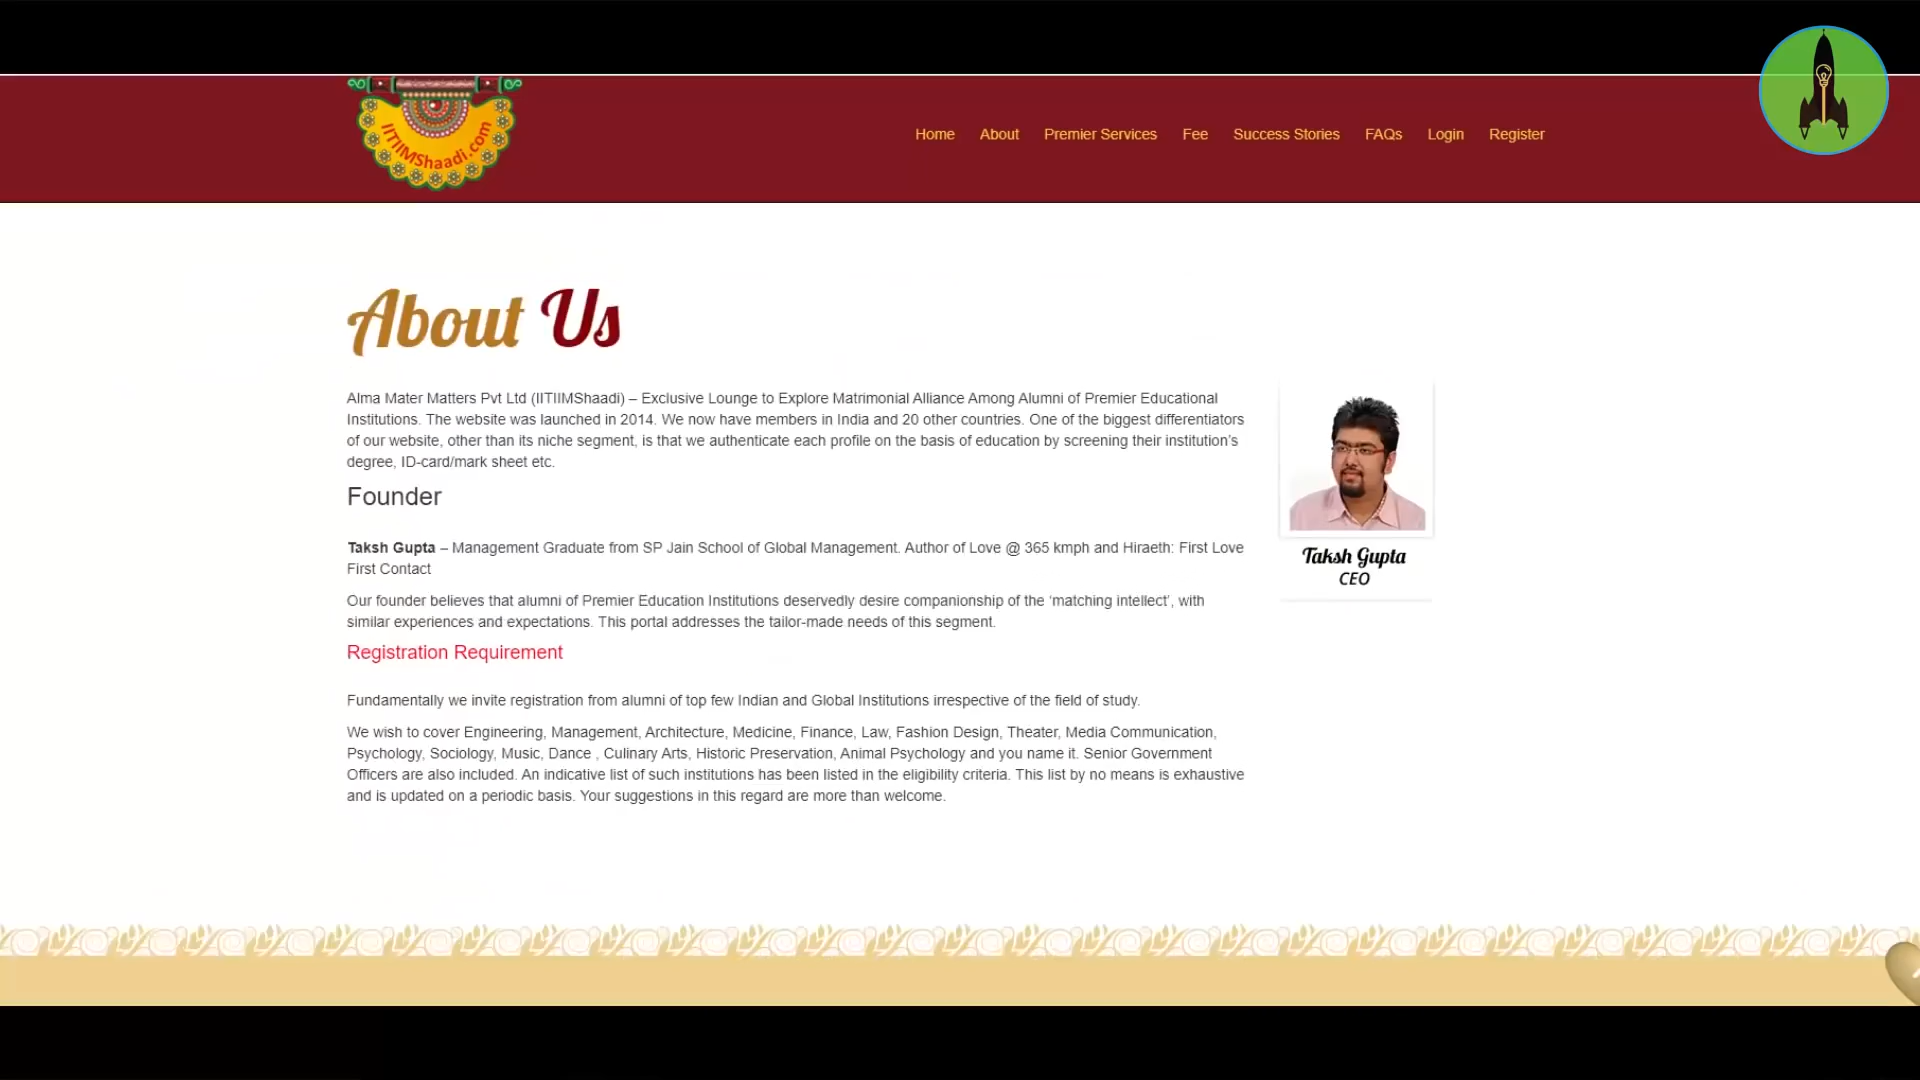 IITIIMShaadi.com
Home About Premier Services Fee Success Stories FAQs Login Register
About Us
Alma Mater Matters Pvt Ltd (IITIIMShaadi) – Exclusive Lounge to Explore Matrimonial Alliance Among Alumni of Premier Educational
Institutions. The website was launched in 2014. We now have members in India and 20 other countries. One of the biggest differentiators
of our website, other than its niche segment, is that we authenticate each profile on the basis of education by screening their institution's
degree, ID-card/mark sheet etc.
Founder
Taksh Gupta – Management Graduate from SP Jain School of Global Management. Author of Love @ 365 kmph and Hiraeth: First Love
First Contact
Our founder believes that alumni of Premier Education Institutions deservedly desire companionship of the ‘matching intellect’, with
similar experiences and expectations. This portal addresses the tailor-made needs of this segment.
Registration Requirement
Fundamentally we invite registration from alumni of top few Indian and Global Institutions irrespective of the field of study.
We wish to cover Engineering, Management, Architecture, Medicine, Finance, Law, Fashion Design, Theater, Media Communication,
Psychology, Sociology, Music, Dance , Culinary Arts, Historic Preservation, Animal Psychology and you name it. Senior Government
Officers are also included. An indicative list of such institutions has been listed in the eligibility criteria. This list by no means is exhaustive
and is updated on a periodic basis. Your suggestions in this regard are more than welcome.
Taksh Gupta
CEO